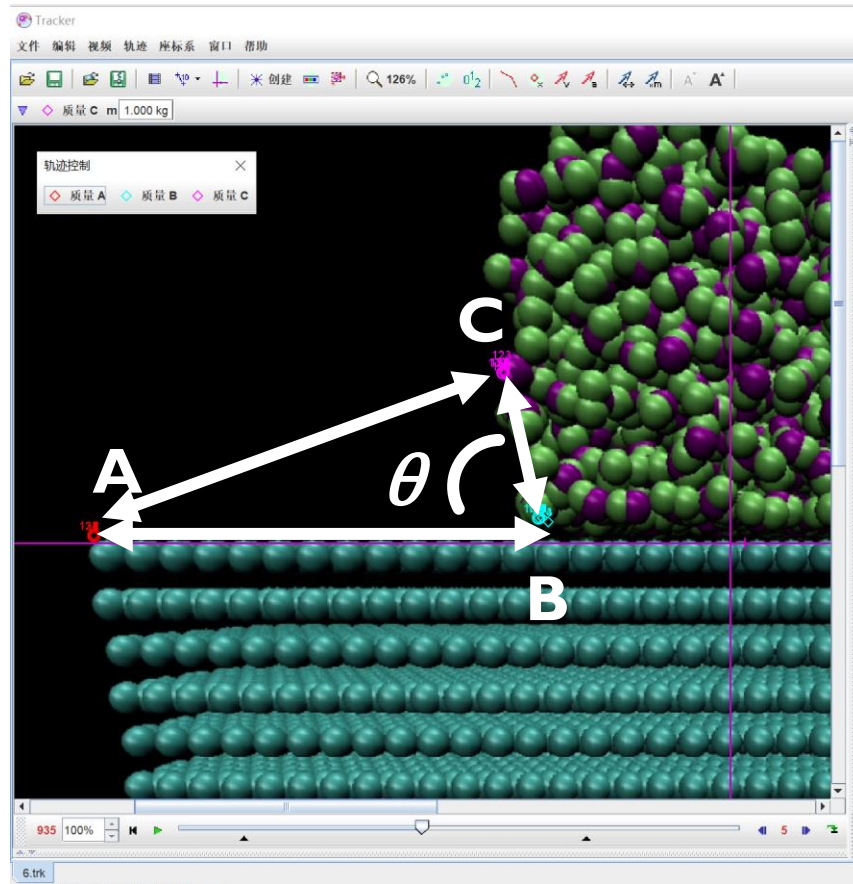 Tracker
文件 编辑 视频 轨迹 座标系 窗口 帮助
创建 126%
质量 C m 1.000 kg
轨迹控制
质量 A 质量 B 质量 C
C
A
θ
B
935 100% 5
6.trk